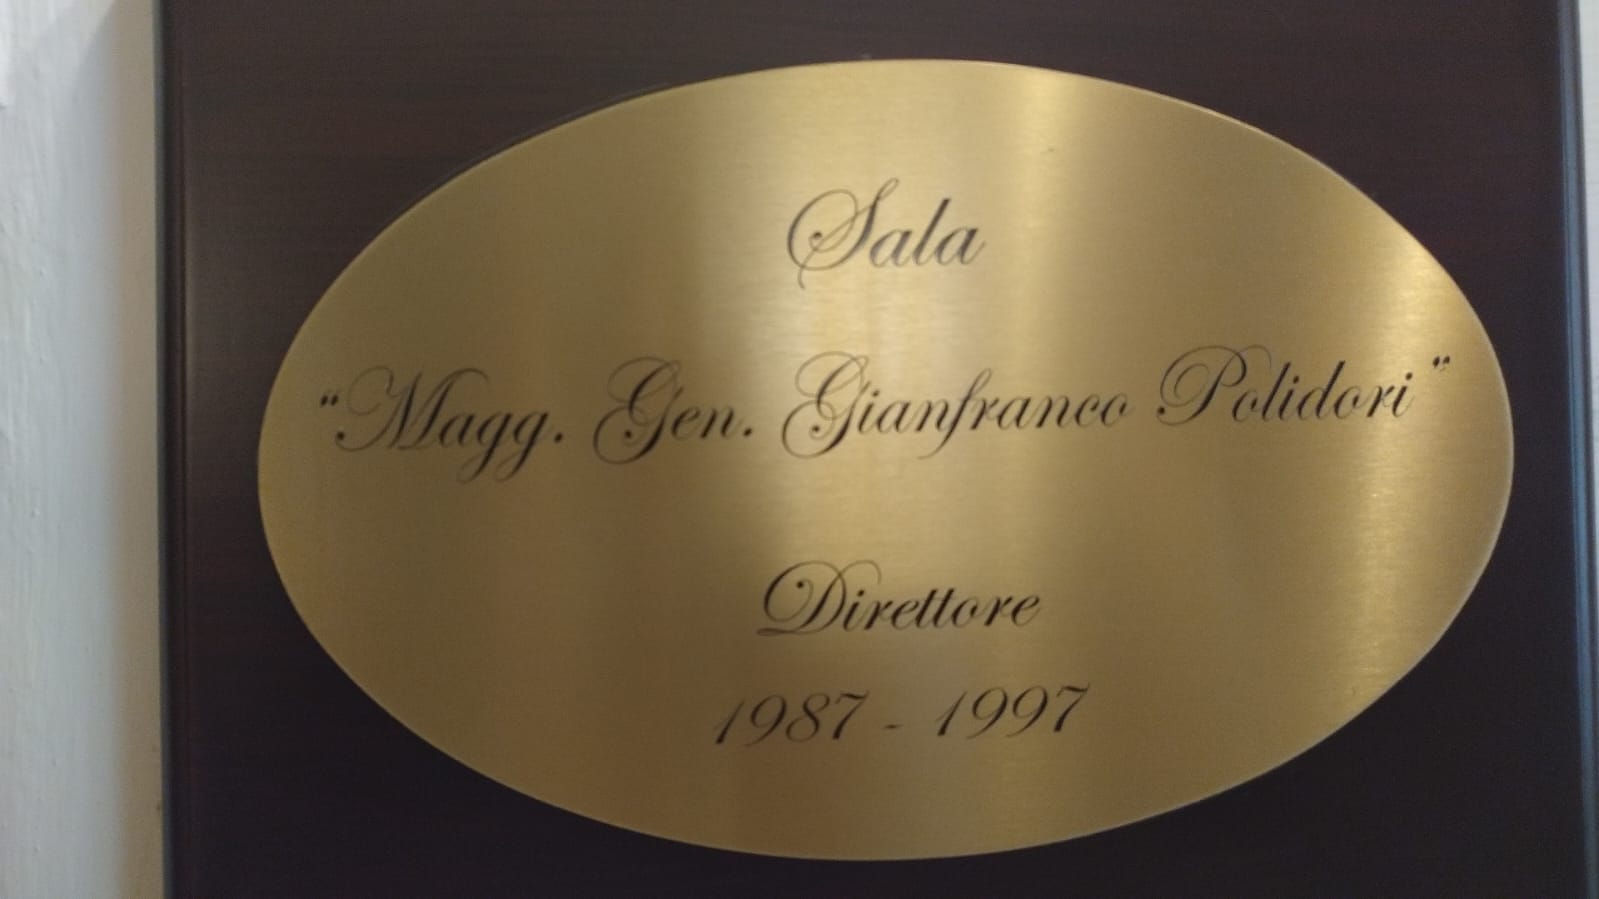 Sala
"Magg. Gen. Gianfranco Polidori"
Direttore
1987 - 1997